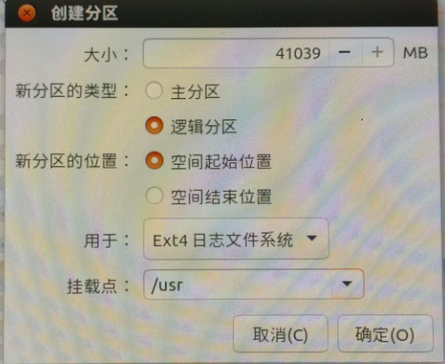 创建分区
大小： 41039 − + MB
新分区的类型： 主分区
逻辑分区
新分区的位置： 空间起始位置
空间结束位置
用于： Ext4 日志文件系统
挂载点： /usr
取消(C) 确定(O)